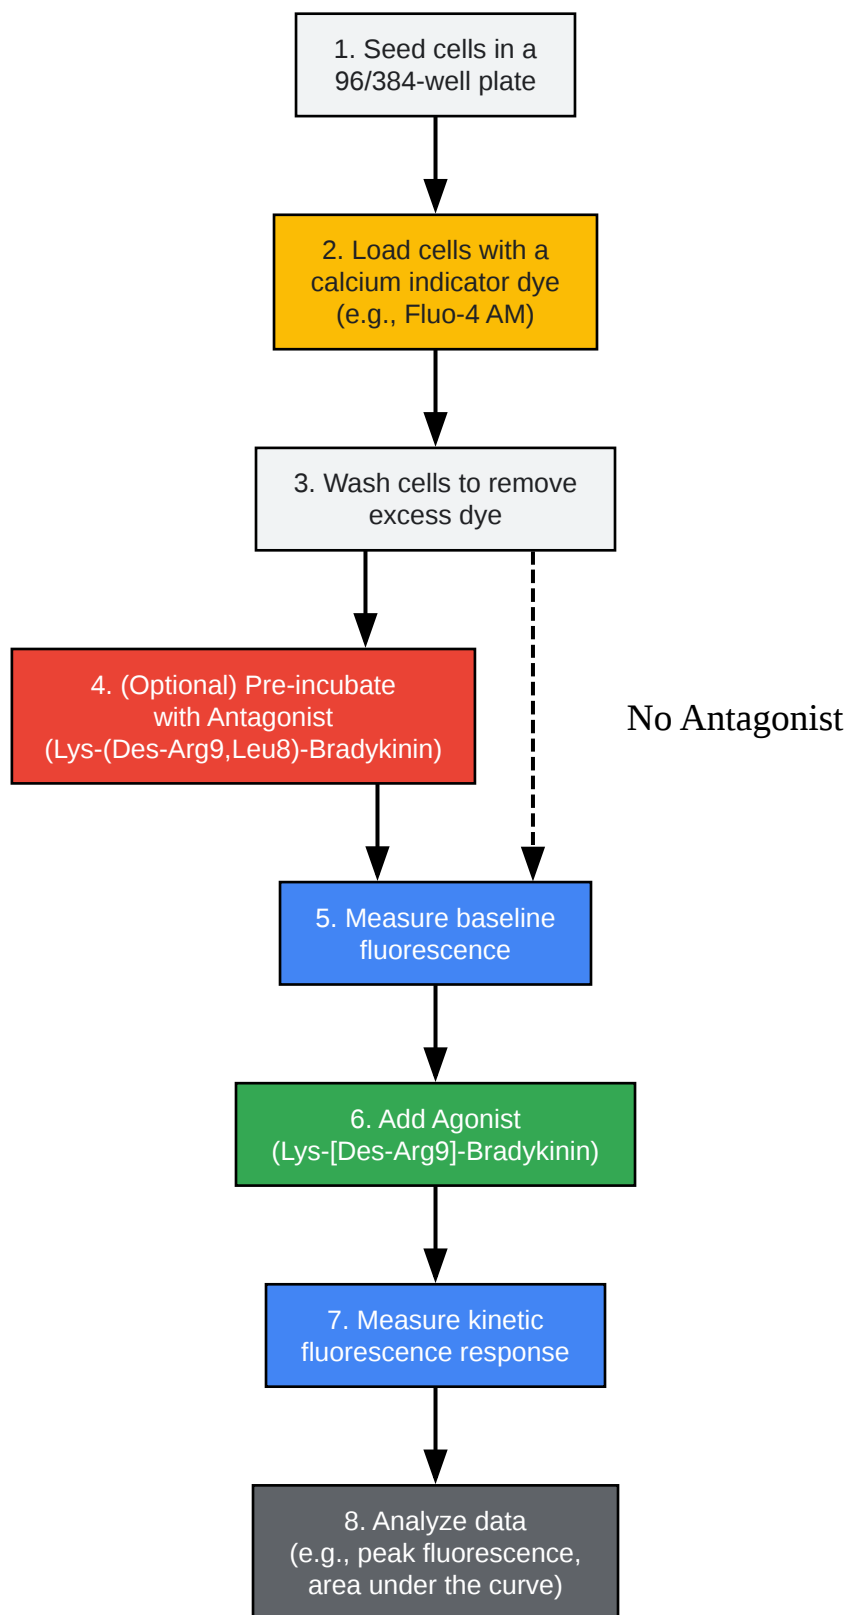 1. Seed cells in a
96/384-well plate
2. Load cells with a
calcium indicator dye
(e.g., Fluo-4 AM)
3. Wash cells to remove
excess dye
4. (Optional) Pre-incubate
with Antagonist
(Lys-(Des-Arg9,Leu8)-Bradykinin)
No Antagonist
5. Measure baseline
fluorescence
6. Add Agonist
(Lys-[Des-Arg9]-Bradykinin)
7. Measure kinetic
fluorescence response
8. Analyze data
(e.g., peak fluorescence,
area under the curve)